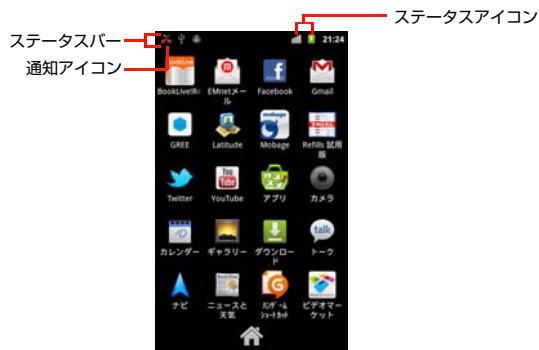 ステータスアイコン
ステータスバー
通知アイコン
21:24
BookLive!Re
EMnetメー
ル
Facebook
Gmail
GREE
Latitude
Mobage
Refills 試用
版
Twitter
YouTube
アプリ
カメラ
カレンダー
ギャラリー
ダウンロー
ド
トーク
ナビ
ニュースと
天気
ハンゲーム
ショートカット
ビデオマー
ケット
BookLive!
mobage
TRIAL
You
Tube
talk